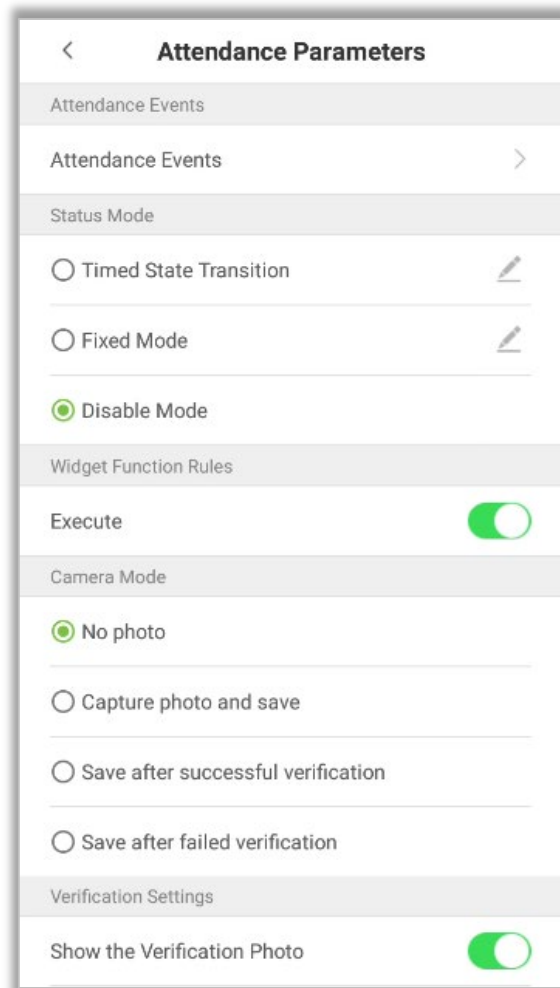 Attendance Parameters
Attendance Events
Attendance Events
Status Mode
Timed State Transition
Fixed Mode
Disable Mode
Widget Function Rules
Execute
Camera Mode
No photo
Capture photo and save
Save after successful verification
Save after failed verification
Verification Settings
Show the Verification Photo